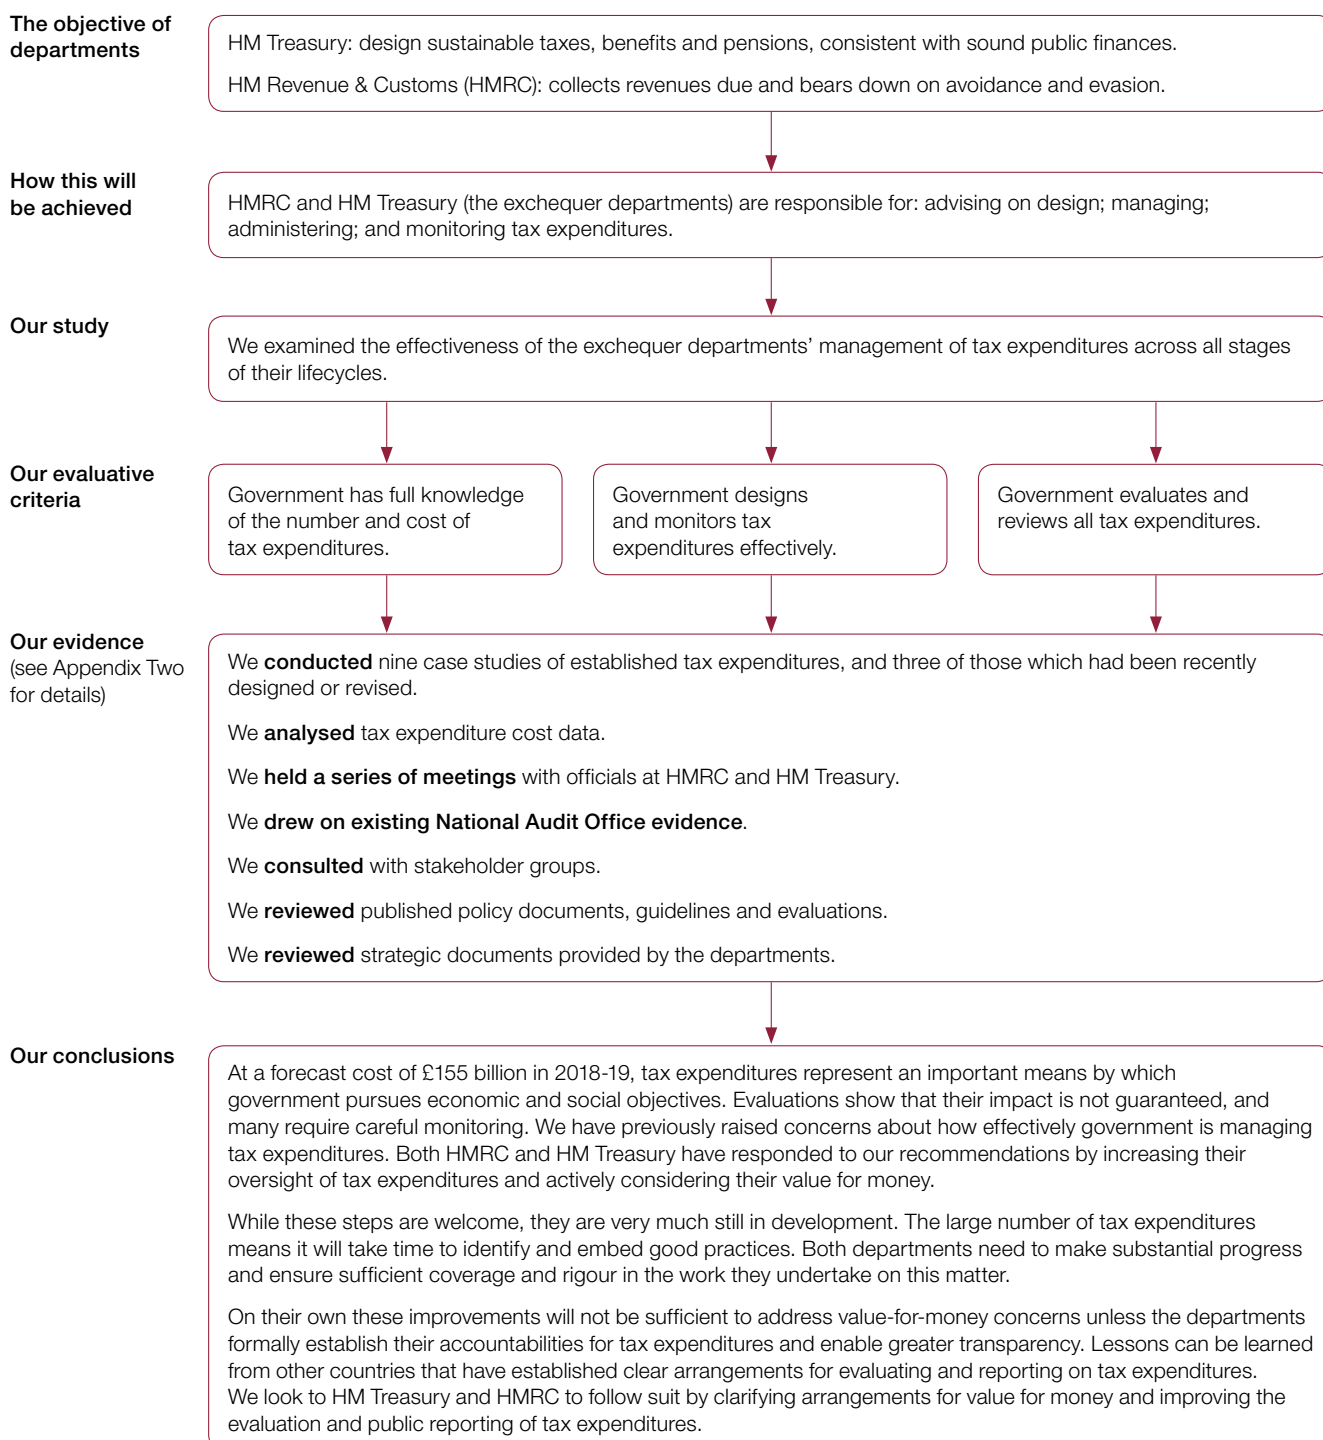 The objective of
departments
HM Treasury: design sustainable taxes, benefits and pensions, consistent with sound public finances.
HM Revenue & Customs (HMRC): collects revenues due and bears down on avoidance and evasion.
How this will
be achieved
HMRC and HM Treasury (the exchequer departments) are responsible for: advising on design; managing;
administering; and monitoring tax expenditures.
Our study
We examined the effectiveness of the exchequer departments’ management of tax expenditures across all stages
of their lifecycles.
Our evaluative
criteria
Government has full knowledge
of the number and cost of
tax expenditures.
Government designs
and monitors tax
expenditures effectively.
Government evaluates and
reviews all tax expenditures.
Our evidence
(see Appendix Two
for details)
We conducted nine case studies of established tax expenditures, and three of those which had been recently
designed or revised.
We analysed tax expenditure cost data.
We held a series of meetings with officials at HMRC and HM Treasury.
We drew on existing National Audit Office evidence.
We consulted with stakeholder groups.
We reviewed published policy documents, guidelines and evaluations.
We reviewed strategic documents provided by the departments.
Our conclusions
At a forecast cost of £155 billion in 2018-19, tax expenditures represent an important means by which
government pursues economic and social objectives. Evaluations show that their impact is not guaranteed, and
many require careful monitoring. We have previously raised concerns about how effectively government is managing
tax expenditures. Both HMRC and HM Treasury have responded to our recommendations by increasing their
oversight of tax expenditures and actively considering their value for money.
While these steps are welcome, they are very much still in development. The large number of tax expenditures
means it will take time to identify and embed good practices. Both departments need to make substantial progress
and ensure sufficient coverage and rigour in the work they undertake on this matter.
On their own these improvements will not be sufficient to address value-for-money concerns unless the departments
formally establish their accountabilities for tax expenditures and enable greater transparency. Lessons can be learned
from other countries that have established clear arrangements for evaluating and reporting on tax expenditures.
We look to HM Treasury and HMRC to follow suit by clarifying arrangements for value for money and improving the
evaluation and public reporting of tax expenditures.